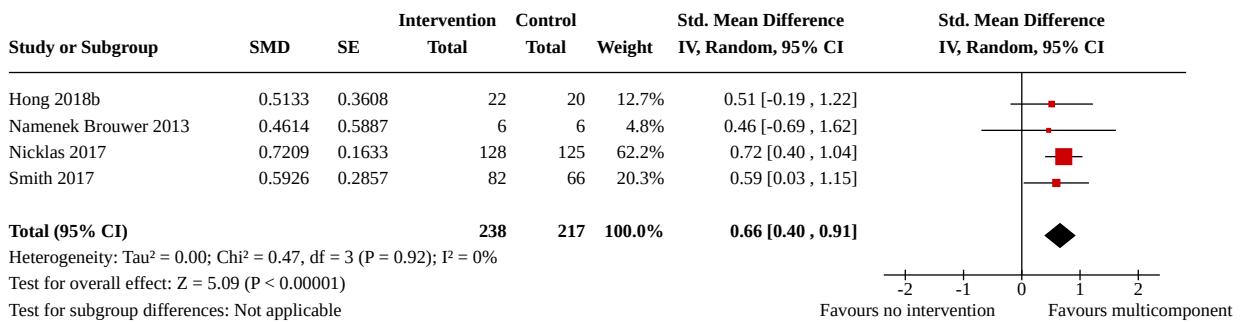 Intervention Control Std. Mean Difference Std. Mean Difference
Study or Subgroup SMD SE Total Total Weight IV, Random, 95% CI IV, Random, 95% CI
Hong 2018b 0.5133 0.3608 22 20 12.7% 0.51 [-0.19 , 1.22]
Namenek Brouwer 2013 0.4614 0.5887 6 6 4.8% 0.46 [-0.69 , 1.62]
Nicklas 2017 0.7209 0.1633 128 125 62.2% 0.72 [0.40 , 1.04]
Smith 2017 0.5926 0.2857 82 66 20.3% 0.59 [0.03 , 1.15]
Total (95% CI) 238 217 100.0% 0.66 [0.40 , 0.91]
Heterogeneity: Tau² = 0.00; Chi² = 0.47, df = 3 (P = 0.92); I² = 0%
Test for overall effect: Z = 5.09 (P < 0.00001)
-2 -1 0 1 2
Test for subgroup differences: Not applicable Favours no intervention Favours multicomponent